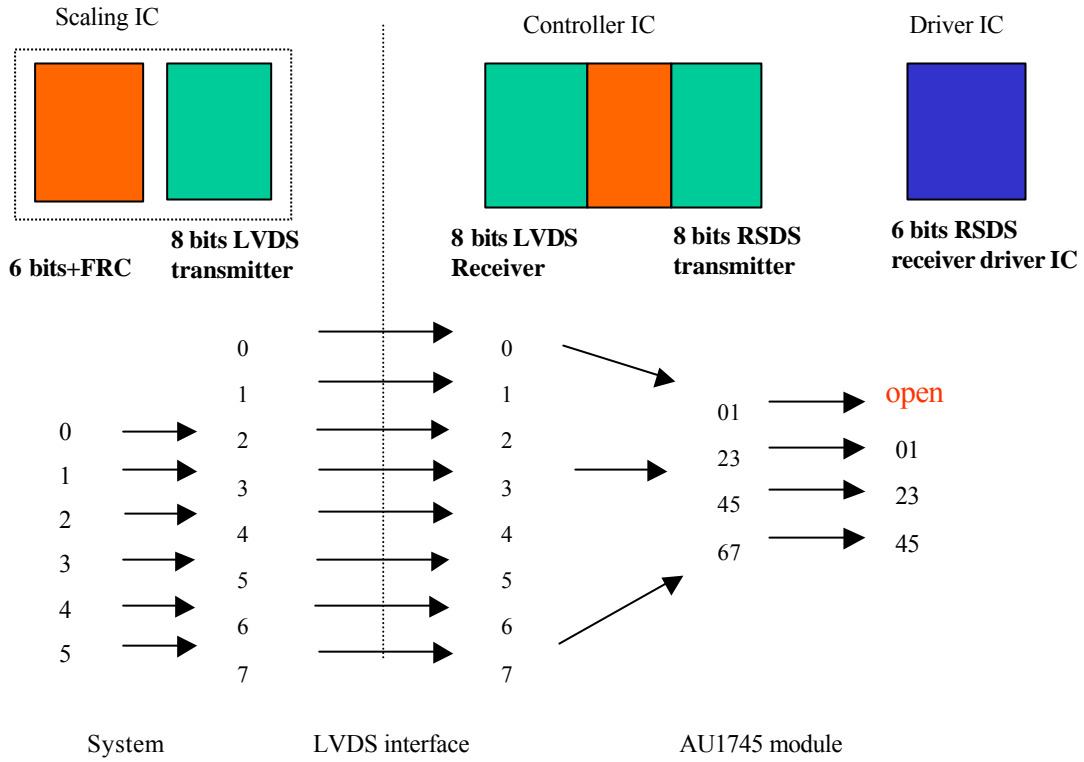 Scaling IC
Controller IC
Driver IC
6 bits+FRC
8 bits LVDS
transmitter
8 bits LVDS
Receiver
8 bits RSDS
transmitter
6 bits RSDS
receiver driver IC
0
1
2
3
4
5
0
1
2
3
4
5
6
7
0
1
2
3
4
5
6
7
01
23
45
67
open
01
23
45
System
LVDS interface
AU1745 module